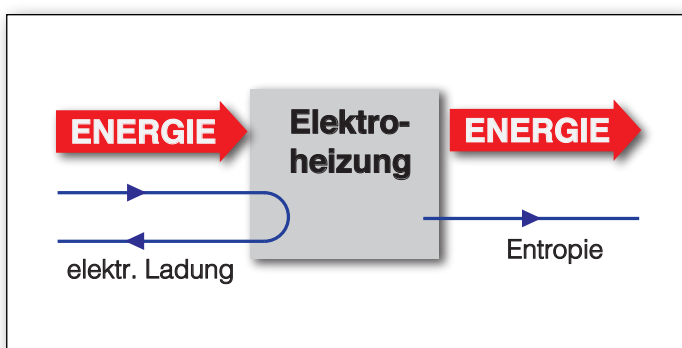 ENERGIE
Elektro-
heizung
ENERGIE
elektr. Ladung
Entropie